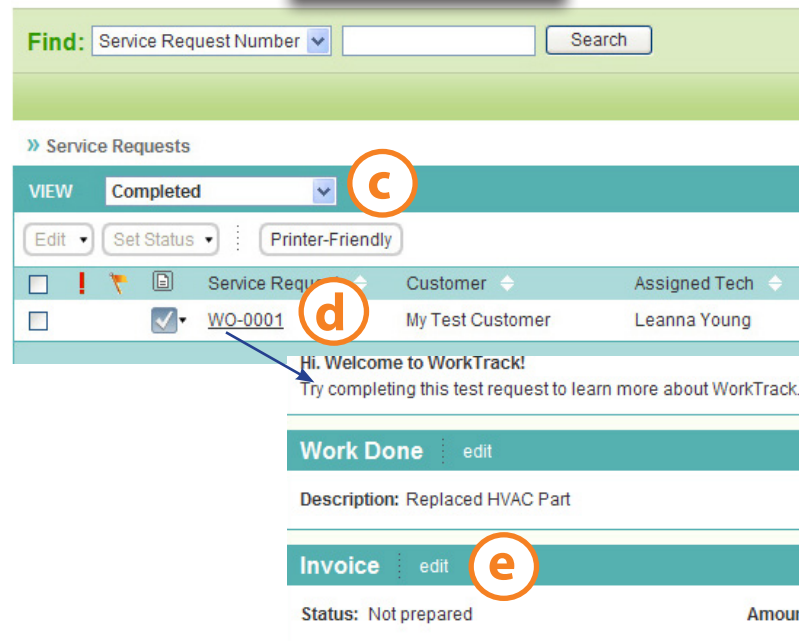 Find: Service Request Number Search
» Service Requests
VIEW Completed c
Edit Set Status Printer-Friendly
! Service Customer Assigned Tech
WO-0001 d My Test Customer Leanna Young
Hi. Welcome to WorkTrack!
Try completing this test request to learn more about WorkTrack.
Work Done edit
Description: Replaced HVAC Part
Invoice edit e
Status: Not prepared